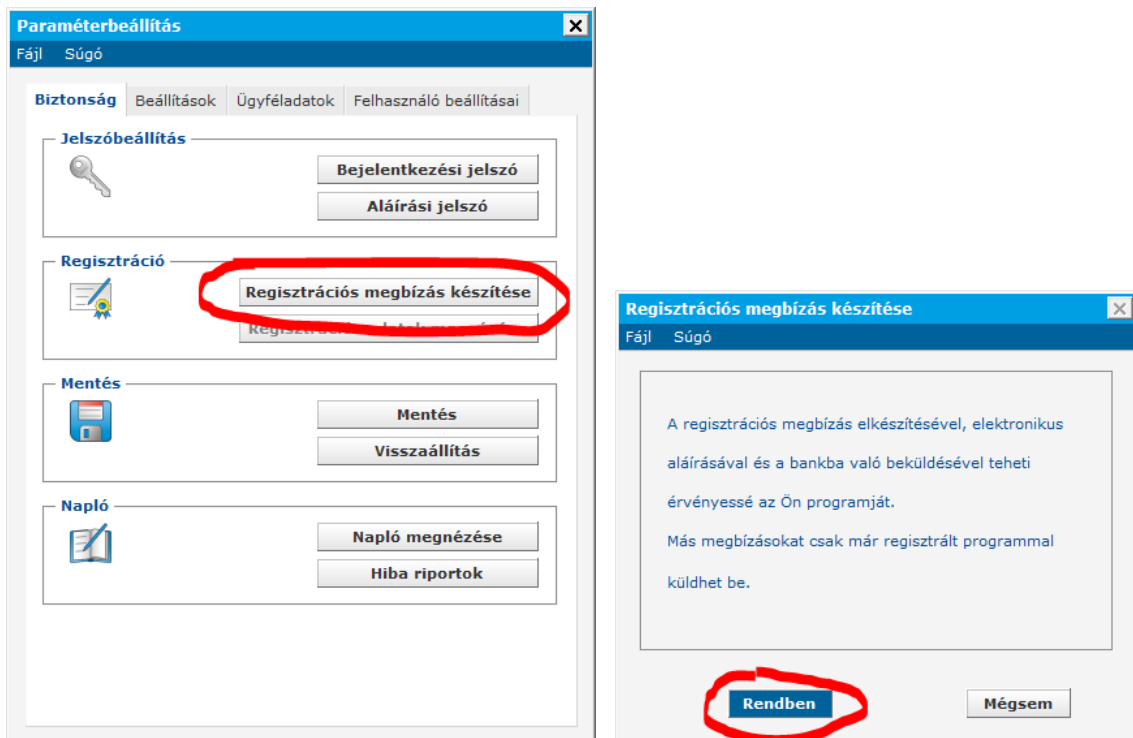 Paraméterbeállítás
Fájl Súgó
Biztonság Beállítások Ügyféladatok Felhasználó beállításai
Jelszóbeállítás
Bejelentkezési jelszó
Aláírási jelszó
Regisztráció
Regisztrációs megbízás készítése
Mentés
Mentés
Visszaállítás
Napló
Napló megnézése
Hiba riportok
Regisztrációs megbízás készítése
Fájl Súgó
A regisztrációs megbízás elkészítésével, elektronikus
aláírásával és a bankba való beküldésével teheti
érvényessé az Ön programját.
Más megbízásokat csak már regisztrált programmal
küldhet be.
Rendben Mégsem